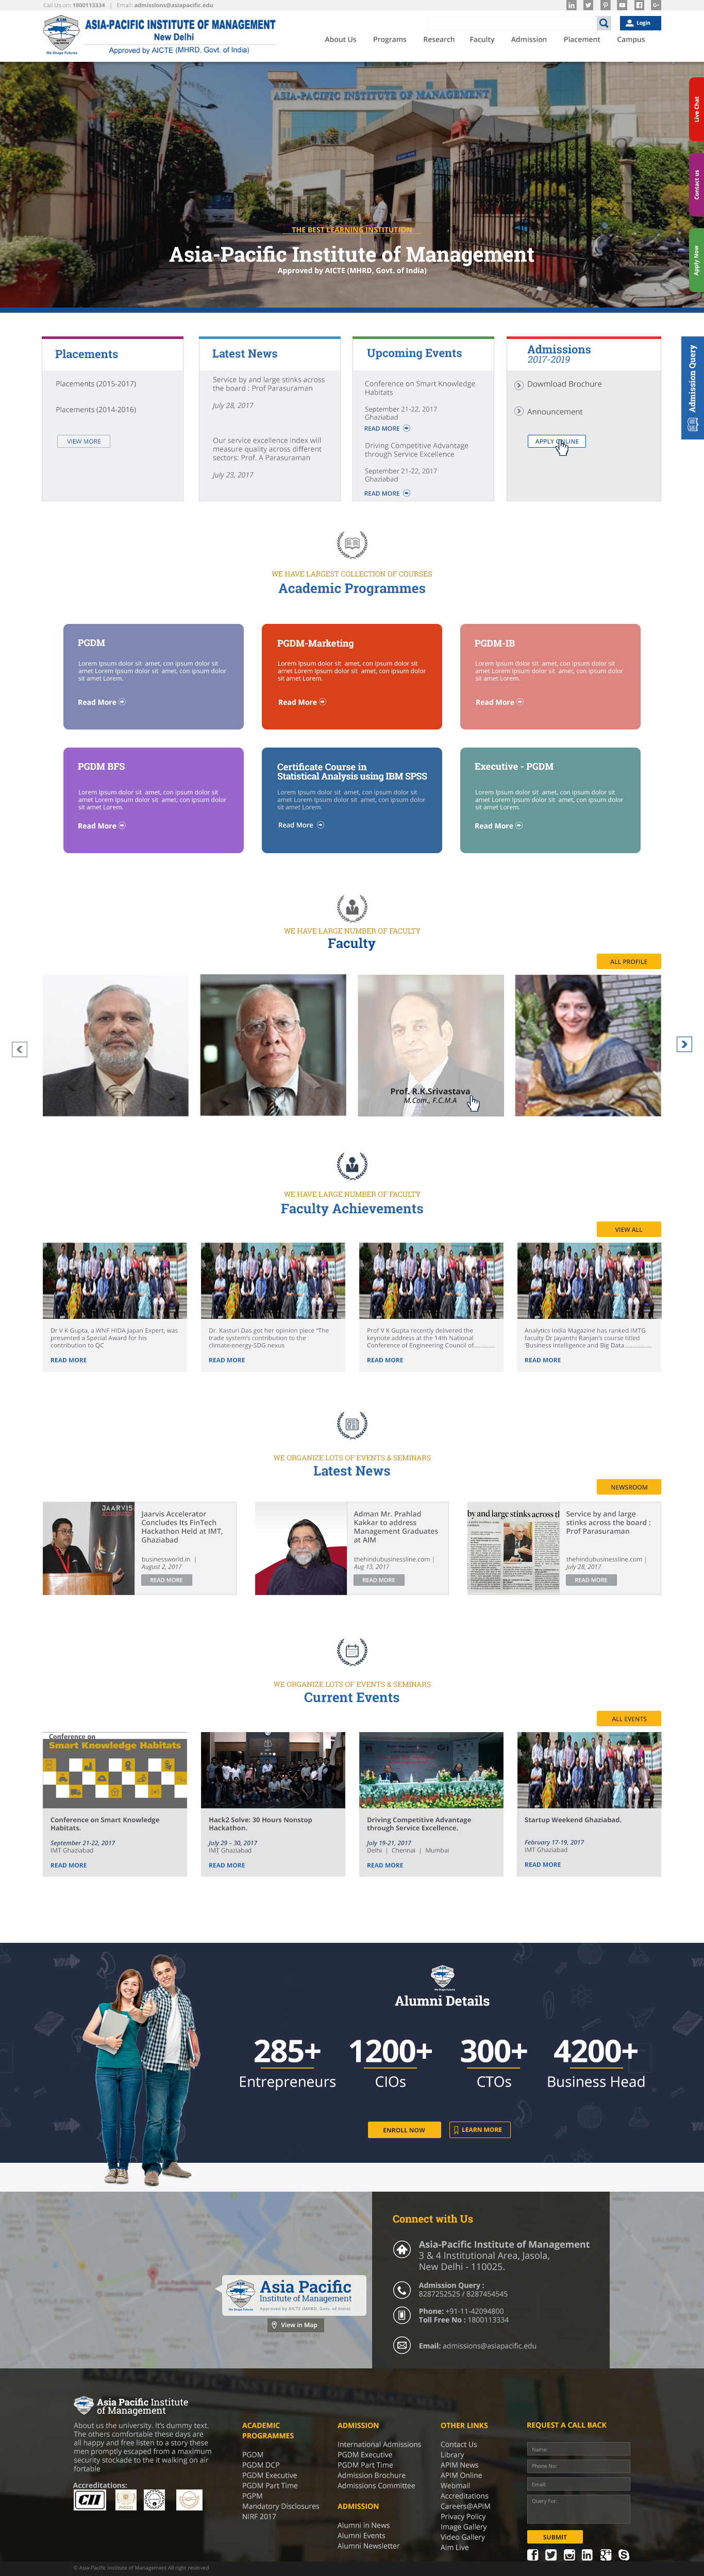 Call Us on: 1800113334 | Email: admissions@asiapacific.edu
ASIA-PACIFIC INSTITUTE OF MANAGEMENT
New Delhi
Approved by AICTE (MHRD, Govt. of India)
We Shape Futures
Login
About Us Programs Research Faculty Admission Placement Campus
ASIA-PACIFIC INSTITUTE OF MANAGEMENT
THE BEST LEARNING INSTITUTION
Asia-Pacific Institute of Management
Approved by AICTE (MHRD, Govt. of India)
Live Chat
Contact us
Apply Now
Admission Query
Placements
Placements (2015-2017)
Placements (2014-2016)
VIEW MORE
Latest News
Service by and large stinks across
the board : Prof Parasuraman
July 28, 2017
Our service excellence index will
measure quality across different
sectors: Prof. A Parasuraman
July 23, 2017
Upcoming Events
Conference on Smart Knowledge
Habitats
September 21-22, 2017
Ghaziabad
READ MORE
Driving Competitive Advantage
through Service Excellence
September 21-22, 2017
Ghaziabad
READ MORE
Admissions
2017-2019
Dowmload Brochure
Announcement
APPLY ONLINE
WE HAVE LARGEST COLLECTION OF COURSES
Academic Programmes
PGDM
Lorem Ipsum dolor sit amet, con ipsum dolor sit
amet Lorem Ipsum dolor sit amet, con ipsum dolor
sit amet Lorem.
Read More
PGDM-Marketing
Lorem Ipsum dolor sit amet, con ipsum dolor sit
amet Lorem Ipsum dolor sit amet, con ipsum dolor
sit amet Lorem.
Read More
PGDM-IB
Lorem Ipsum dolor sit amet, con ipsum dolor sit
amet Lorem Ipsum dolor sit amet, con ipsum dolor
sit amet Lorem.
Read More
PGDM BFS
Lorem Ipsum dolor sit amet, con ipsum dolor sit
amet Lorem Ipsum dolor sit amet, con ipsum dolor
sit amet Lorem.
Read More
Certificate Course in
Statistical Analysis using IBM SPSS
Lorem Ipsum dolor sit amet, con ipsum dolor sit
amet Lorem Ipsum dolor sit amet, con ipsum dolor
sit amet Lorem.
Read More
Executive - PGDM
Lorem Ipsum dolor sit amet, con ipsum dolor sit
amet Lorem Ipsum dolor sit amet, con ipsum dolor
sit amet Lorem.
Read More
WE HAVE LARGE NUMBER OF FACULTY
Faculty
ALL PROFILE
Prof. R.K.Srivastava
M.Com., F.C.M.A
WE HAVE LARGE NUMBER OF FACULTY
Faculty Achievements
VIEW ALL
Dr V K Gupta, a WNF HIDA Japan Expert, was
presented a Special Award for his
contribution to QC
READ MORE
Dr. Kasturi Das got her opinion piece "The
trade system's contribution to the
climate-energy-SDG nexus
READ MORE
Prof V K Gupta recently delivered the
keynote address at the 14th National
Conference of Engineering Council of............
READ MORE
Analytics India Magazine has ranked IMTG
faculty Dr Jayanthi Ranjan's course titled
'Business Intelligence and Big Data................
READ MORE
WE ORGANIZE LOTS OF EVENTS & SEMINARS
Latest News
NEWSROOM
JAARVIS
ACCELERATOR
Jaarvis Accelerator
Concludes Its FinTech
Hackathon Held at IMT,
Ghaziabad
businessworld.in |
August 2, 2017
READ MORE
Adman Mr. Prahlad
Kakkar to address
Management Graduates
at AIM
thehindubusinessline.com |
Aug 13, 2017
READ MORE
by and large stinks across tl
Service by and large
stinks across the board :
Prof Parasuraman
thehindubusinessline.com |
July 28, 2017
READ MORE
WE ORGANIZE LOTS OF EVENTS & SEMINARS
Current Events
ALL EVENTS
Conference on
Smart Knowledge Habitats
Conference on Smart Knowledge
Habitats.
September 21-22, 2017
IMT Ghaziabad
READ MORE
Hack2 Solve: 30 Hours Nonstop
Hackathon.
July 29 – 30, 2017
IMT Ghaziabad
READ MORE
Driving Competitive Advantage
through Service Excellence.
July 19-21, 2017
Delhi | Chennai | Mumbai
READ MORE
Startup Weekend Ghaziabad.
February 17-19, 2017
IMT Ghaziabad
READ MORE
We Shape Futures
Alumni Details
285+ 1200+ 300+ 4200+
Entrepreneurs CIOs CTOs Business Head
ENROLL NOW
LEARN MORE
Asia Pacific
Institute of Management
Approved by AICTE (MHRD, Govt. of India)
We Shape Futures
View in Map
Connect with Us
Asia-Pacific Institute of Management
3 & 4 Institutional Area, Jasola,
New Delhi - 110025.
Admission Query :
8287252525 / 8287454545
Phone: +91-11-42094800
Toll Free No : 1800113334
Email: admissions@asiapacific.edu
Asia Pacific Institute
of Management
About us the university. It's dummy text.
The others comfortable these days are
all happy and free listen to a story these
men promptly escaped from a maximum
security stockade to the it walking on air
fortable
Accreditations:
CII
ACADEMIC
PROGRAMMES
PGDM
PGDM DCP
PGDM Executive
PGDM Part Time
PGPM
Mandatory Disclosures
NIRF 2017
ADMISSION
International Admissions
PGDM Executive
PGDM Part Time
Admission Brochure
Admissions Committee
ADMISSION
Alumni in News
Alumni Events
Alumni Newsletter
OTHER LINKS
Contact Us
Library
APIM News
APIM Online
Webmail
Accreditations
Careers@APIM
Privacy Policy
Image Gallery
Video Gallery
Aim Live
REQUEST A CALL BACK
Name:
Phone No:
Email:
Query For:
SUBMIT
© Asia-Pacific Institute of Management All right reserved